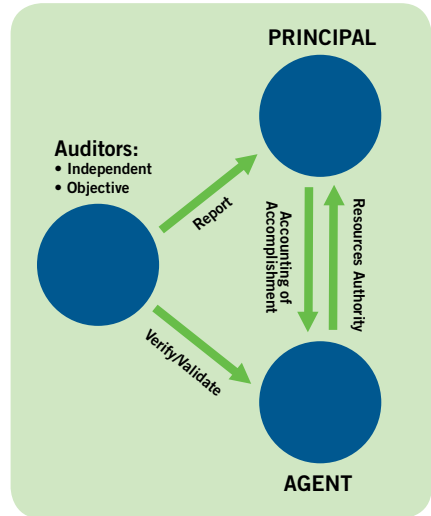 PRINCIPAL
Auditors:
• Independent
• Objective
Report
Accounting of
Accomplishment
Resources Authority
Verify/Validate
AGENT